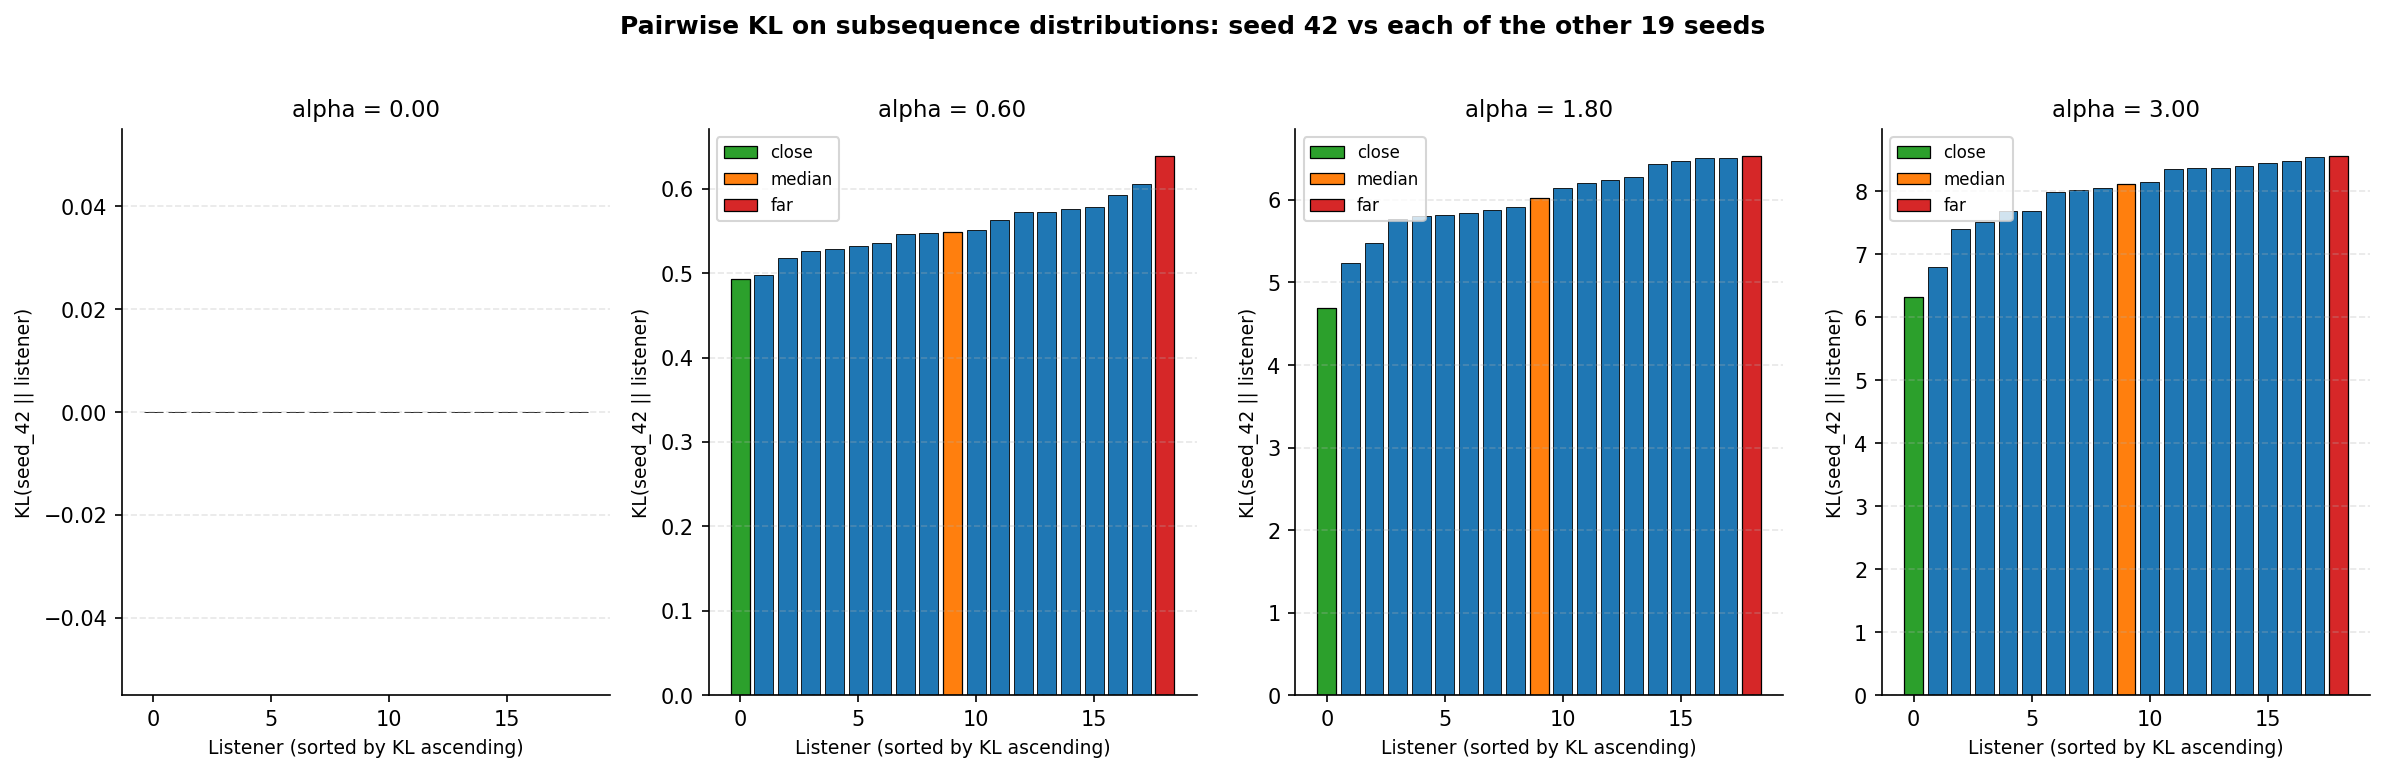 Pairwise KL on subsequence distributions: seed 42 vs each of the other 19 seeds
alpha = 0.00
KL(seed_42 || listener)
0.04
0.02
0.00
−0.02
−0.04
0
5
10
15
Listener (sorted by KL ascending)
alpha = 0.60
close
median
far
KL(seed_42 || listener)
0.6
0.5
0.4
0.3
0.2
0.1
0.0
0
5
10
15
Listener (sorted by KL ascending)
alpha = 1.80
close
median
far
KL(seed_42 || listener)
6
5
4
3
2
1
0
0
5
10
15
Listener (sorted by KL ascending)
alpha = 3.00
close
median
far
KL(seed_42 || listener)
8
7
6
5
4
3
2
1
0
0
5
10
15
Listener (sorted by KL ascending)